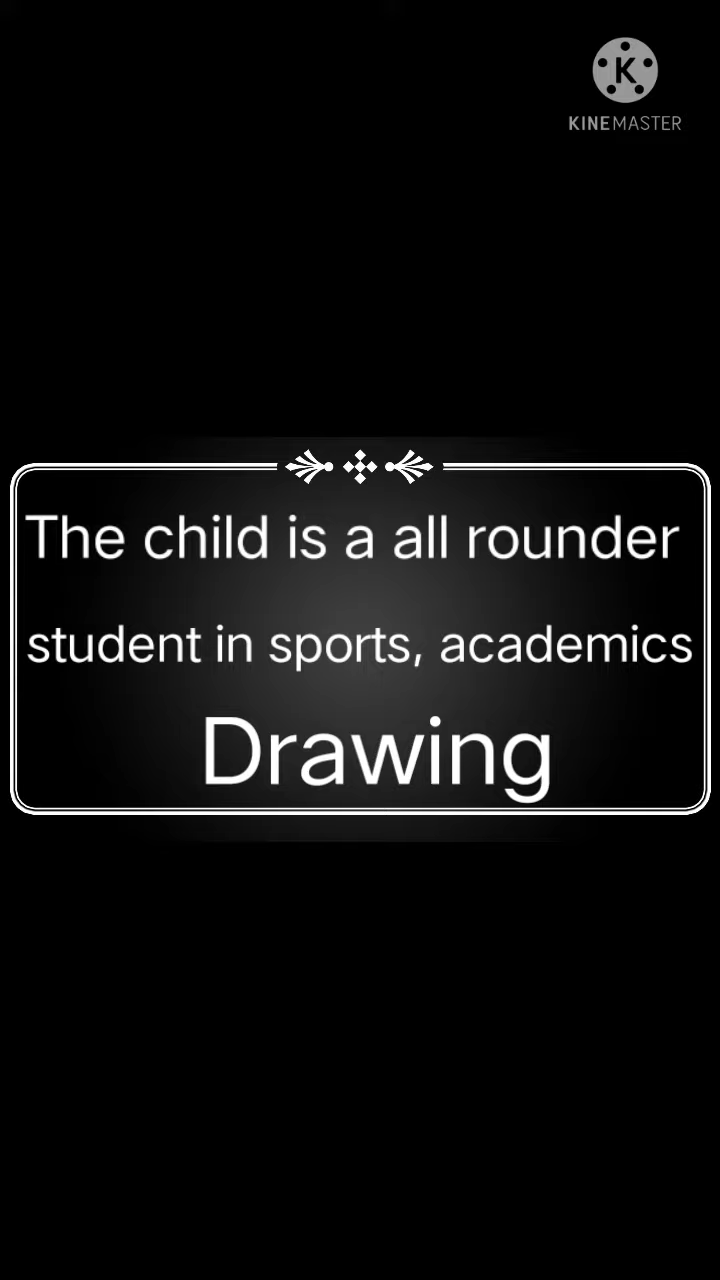 K
KINEMASTER
The child is a all rounder
student in sports, academics
Drawing